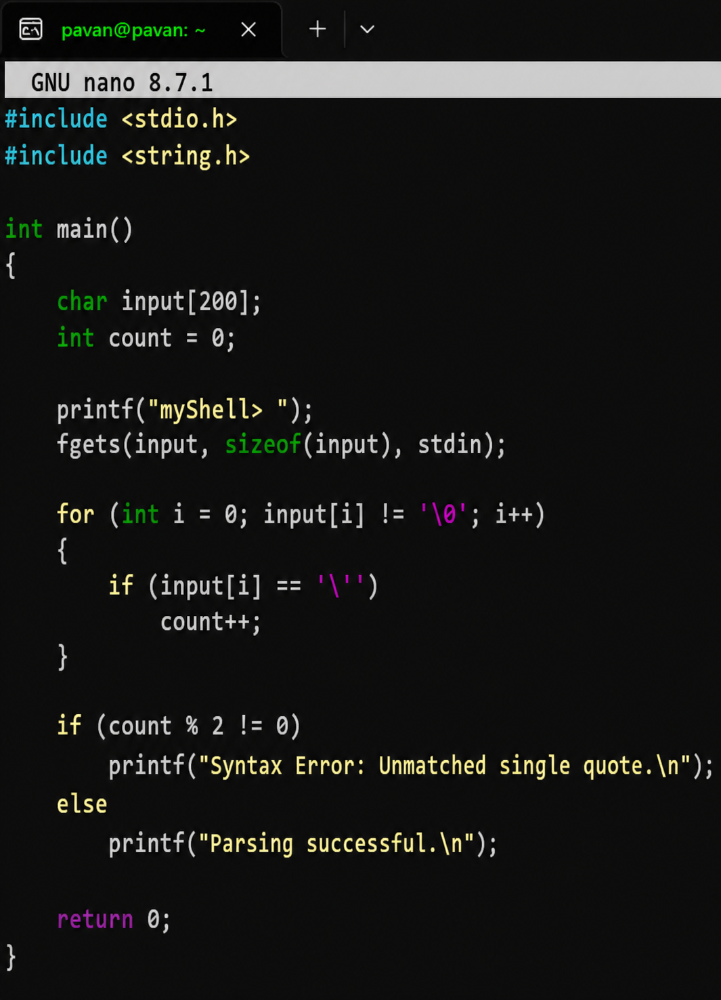 pavan@pavan: ~
GNU nano 8.7.1
#include <stdio.h>
#include <string.h>
int main()
{
    char input[200];
    int count = 0;
    printf("myShell> ");
    fgets(input, sizeof(input), stdin);
    for (int i = 0; input[i] != '\0'; i++)
    {
        if (input[i] == '\'')
            count++;
    }
    if (count % 2 != 0)
        printf("Syntax Error: Unmatched single quote.\n");
    else
        printf("Parsing successful.\n");
    return 0;
}